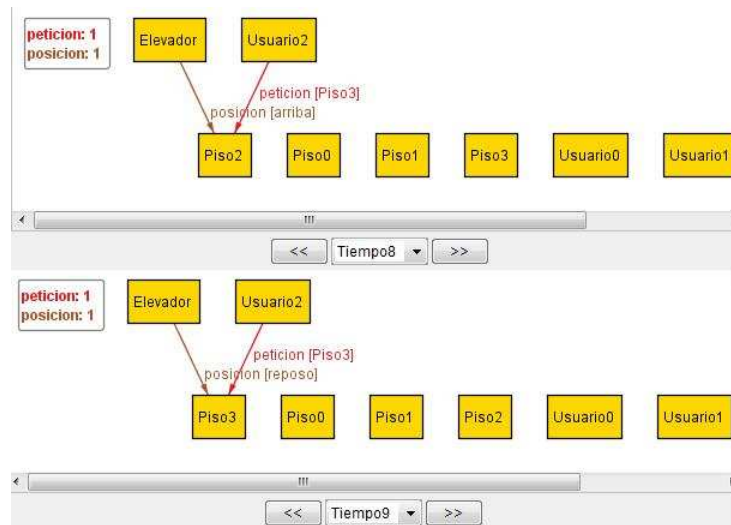 peticion: 1
posicion: 1
Elevador
Usuario2
peticion [Piso3]
posicion [arriba]
Piso2
Piso0
Piso1
Piso3
Usuario0
Usuario1
<< Tiempo8 >>
peticion: 1
posicion: 1
Elevador
Usuario2
peticion [Piso3]
posicion [reposo]
Piso3
Piso0
Piso1
Piso2
Usuario0
Usuario1
<< Tiempo9 >>